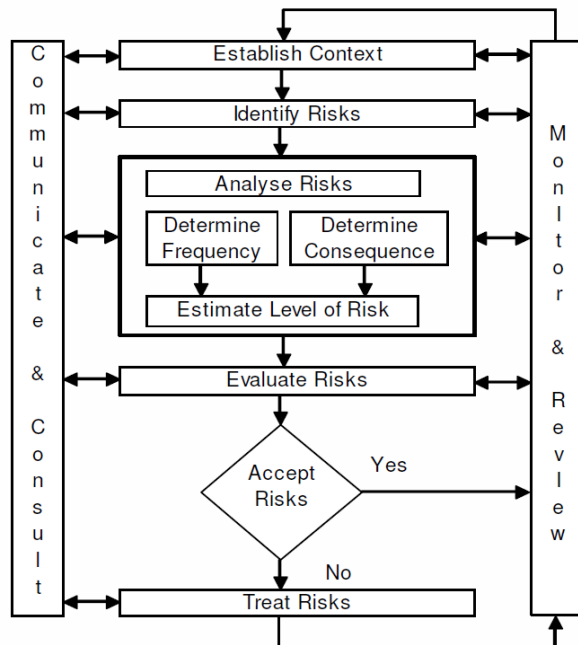 Communicate & Consult
Establish Context
Identify Risks
Analyse Risks
Determine
Frequency
Determine
Consequence
Estimate Level of Risk
Evaluate Risks
Accept
Risks
Yes
No
Treat Risks
MonItor & RevIew